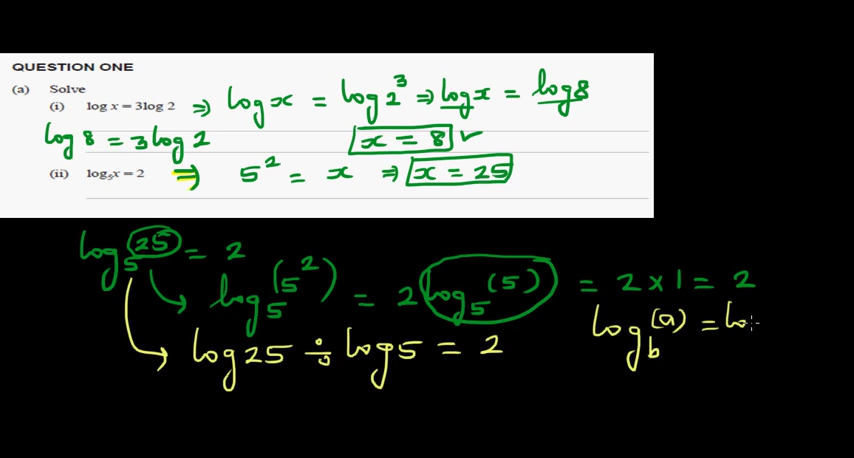 QUESTION ONE
(a) Solve
(i) log x = 3log 2 ⇒ log x = log 2³ ⇒ log x = log 8
log 8 = 3 log 2 x = 8 ✓
(ii) log₅x = 2 ⇒ 5² = x ⇒ x = 25
log₅ 25 = 2
log₅ (5²) = 2 log₅ (5) = 2 × 1 = 2
log 25 ÷ log 5 = 2 log_b (a) = lo